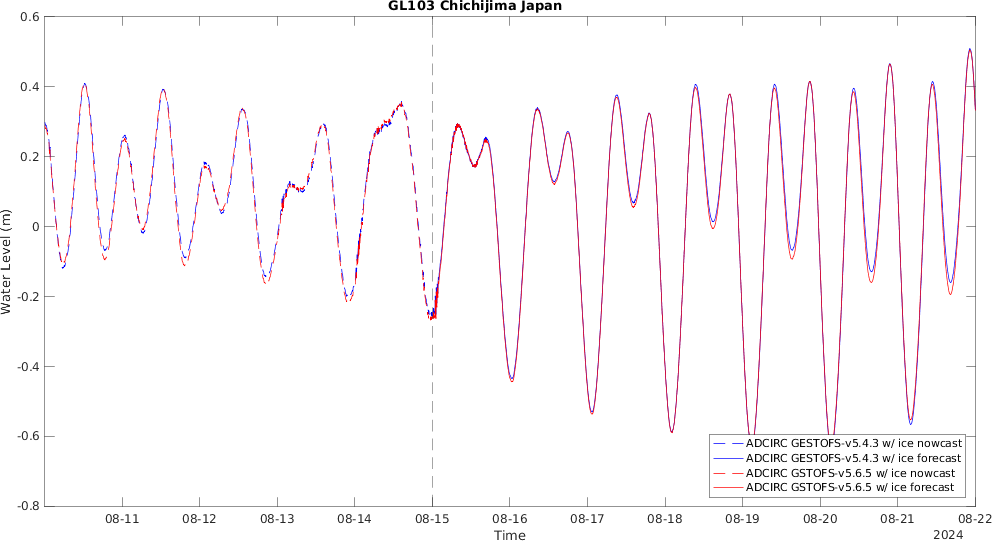 GL103 Chichijima Japan
0.6
0.4
0.2
0
-0.2
-0.4
-0.6
-0.8
Water Level (m)
ADCIRC GESTOFS-v5.4.3 w/ ice nowcast
ADCIRC GESTOFS-v5.4.3 w/ ice forecast
ADCIRC GSTOFS-v5.6.5 w/ ice nowcast
ADCIRC GSTOFS-v5.6.5 w/ ice forecast
08-11 08-12 08-13 08-14 08-15 08-16 08-17 08-18 08-19 08-20 08-21 08-22
Time
2024